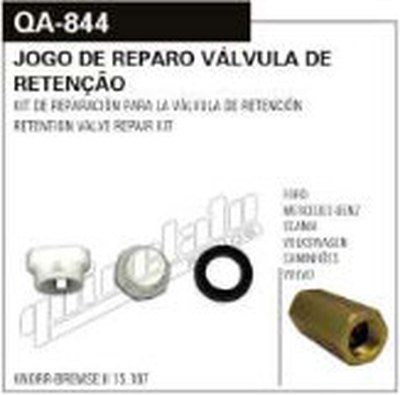 QA-844
JOGO DE REPARO VÁLVULA DE
RETENÇÃO
KIT DE REPARACIÓN PARA LA VÁLVULA DE RETENCIÓN
RETENTION VALVE REPAIR KIT
FORD
MERCEDES-BENZ
SCANIA
VOLKSWAGEN
CAMINHÕES
VOLVO
KNORR-BREMSE II 15.107